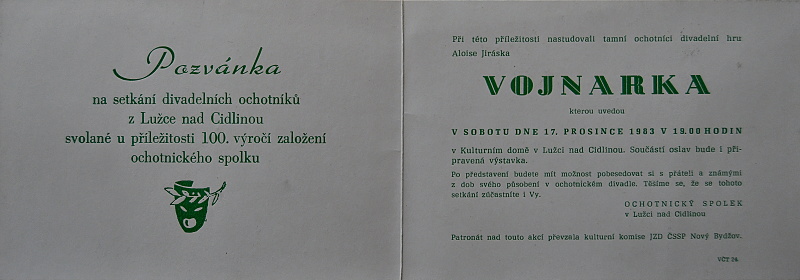 Pozvánka
na setkání divadelních ochotníků
z Lužce nad Cidlinou
svolané u příležitosti 100. výročí založení
ochotnického spolku
Při této příležitosti nastudovali tamní ochotníci divadelní hru
Aloise Jiráska
VOJNARKA
kterou uvedou
V SOBOTU DNE 17. PROSINCE 1983 V 19.00 HODIN
v Kulturním domě v Lužci nad Cidlinou. Součástí oslav bude i při-
pravená výstavka.
Po představení budete mít možnost pobesedovat si s přáteli a známými
z dob svého působení v ochotnickém divadle. Těšíme se, že se tohoto
setkání zúčastníte i Vy.
OCHOTNICKÝ SPOLEK
v Lužci nad Cidlinou
Patronát nad touto akcí převzala kulturní komise JZD ČSSP Nový Bydžov.
VČT 24.